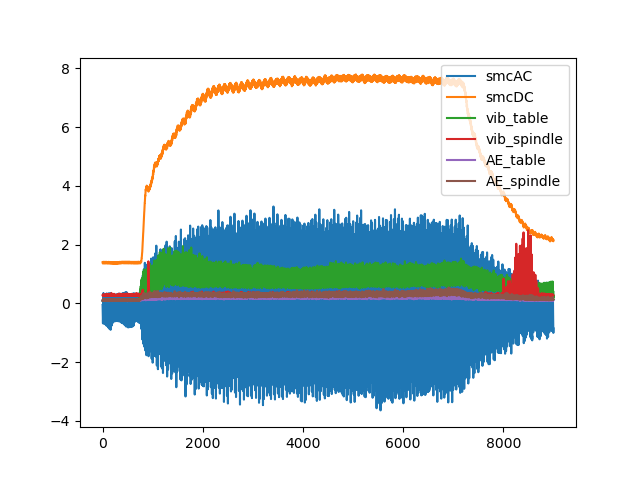 smcAC
smcDC
vib_table
vib_spindle
AE_table
AE_spindle
8
6
4
2
0
−2
−4
0 2000 4000 6000 8000